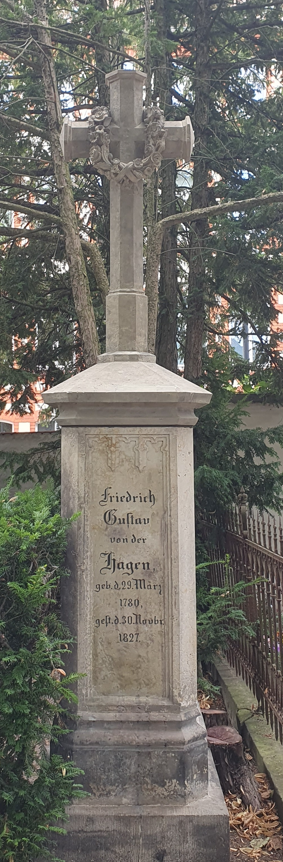 Friedrich
Gustav
von der
Hagen,
geb. d. 29. März
1780,
gest. d. 30. Novbr.
1827.